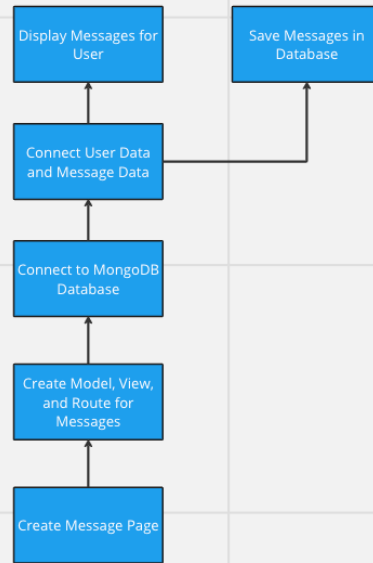 Display Messages for
User
Save Messages in
Database
Connect User Data
and Message Data
Connect to MongoDB
Database
Create Model, View,
and Route for
Messages
Create Message Page